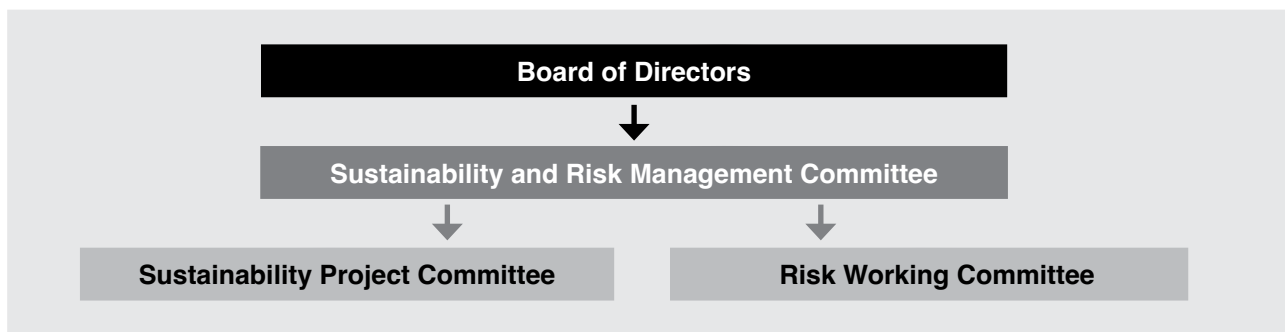 Board of Directors
Sustainability and Risk Management Committee
Sustainability Project Committee
Risk Working Committee